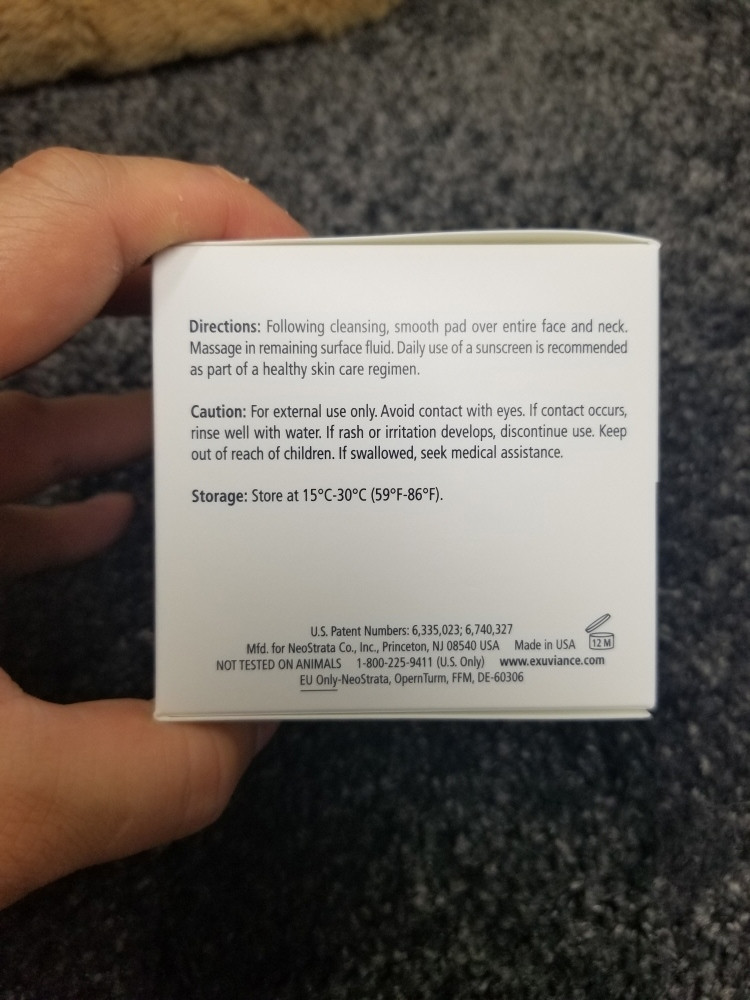 Directions: Following cleansing, smooth pad over entire face and neck.
Massage in remaining surface fluid. Daily use of a sunscreen is recommended
as part of a healthy skin care regimen.
Caution: For external use only. Avoid contact with eyes. If contact occurs,
rinse well with water. If rash or irritation develops, discontinue use. Keep
out of reach of children. If swallowed, seek medical assistance.
Storage: Store at 15°C-30°C (59°F-86°F).
U.S. Patent Numbers: 6,335,023; 6,740,327
Mfd. for NeoStrata Co., Inc., Princeton, NJ 08540 USA Made in USA
12 M
NOT TESTED ON ANIMALS 1-800-225-9411 (U.S. Only) www.exuviance.com
EU Only-NeoStrata, OpernTurm, FFM, DE-60306